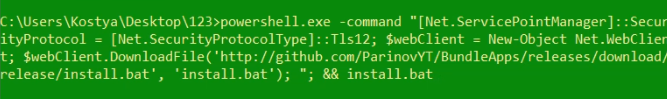 C:\Users\Kostya\Desktop\123>powershell.exe -command "[Net.ServicePointManager]::Secur
ityProtocol = [Net.SecurityProtocolType]::Tls12; $webClient = New-Object Net.WebClien
t; $webClient.DownloadFile('http://github.com/ParinovYT/BundleApps/releases/download/
release/install.bat', 'install.bat'); "; && install.bat